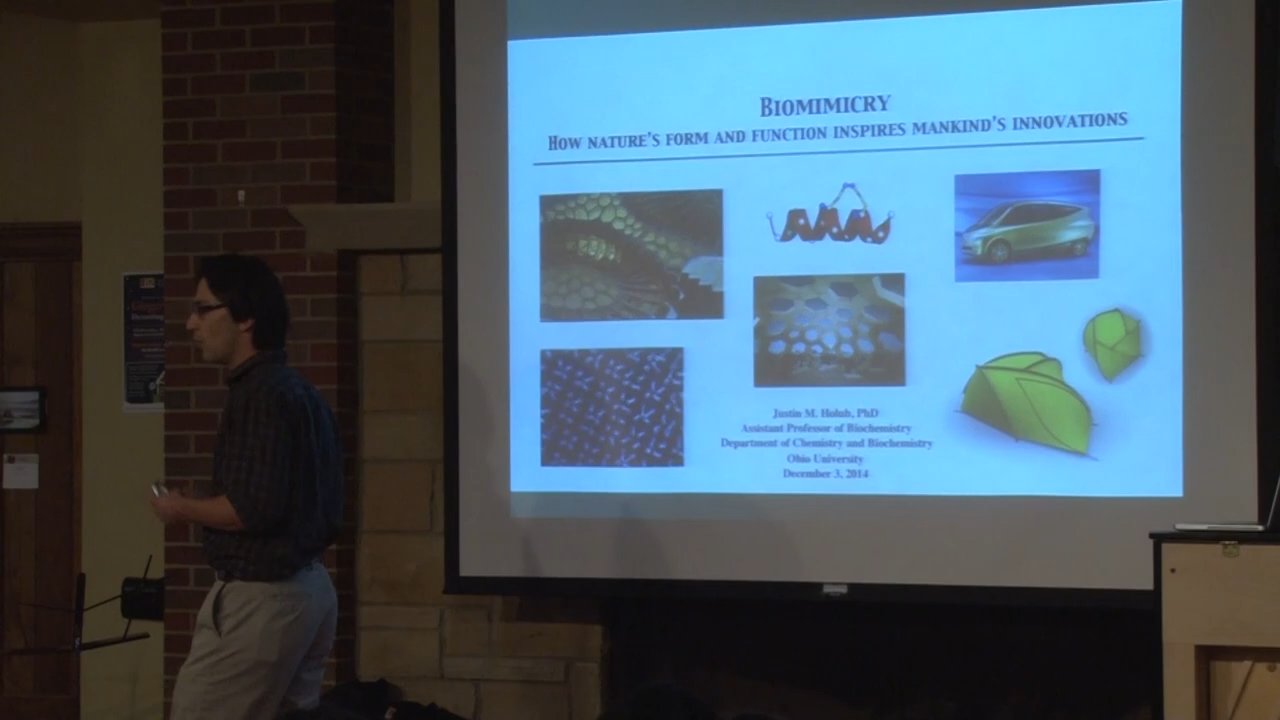 BIOMIMICRY
HOW NATURE'S FORM AND FUNCTION INSPIRES MANKIND'S INNOVATIONS
Justin M. Holub, PhD
Assistant Professor of Biochemistry
Department of Chemistry and Biochemistry
Ohio University
December 3, 2014